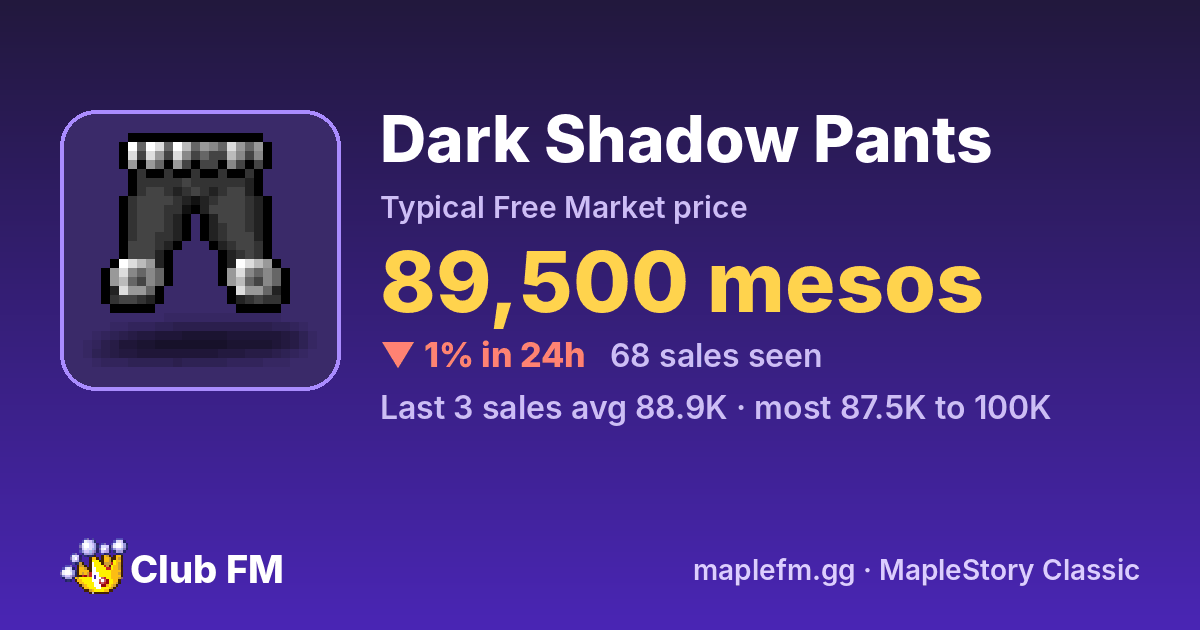 Dark Shadow Pants
Typical Free Market price
89,500 mesos
▼ 1% in 24h 68 sales seen
Last 3 sales avg 88.9K · most 87.5K to 100K
Club FM
maplefm.gg · MapleStory Classic